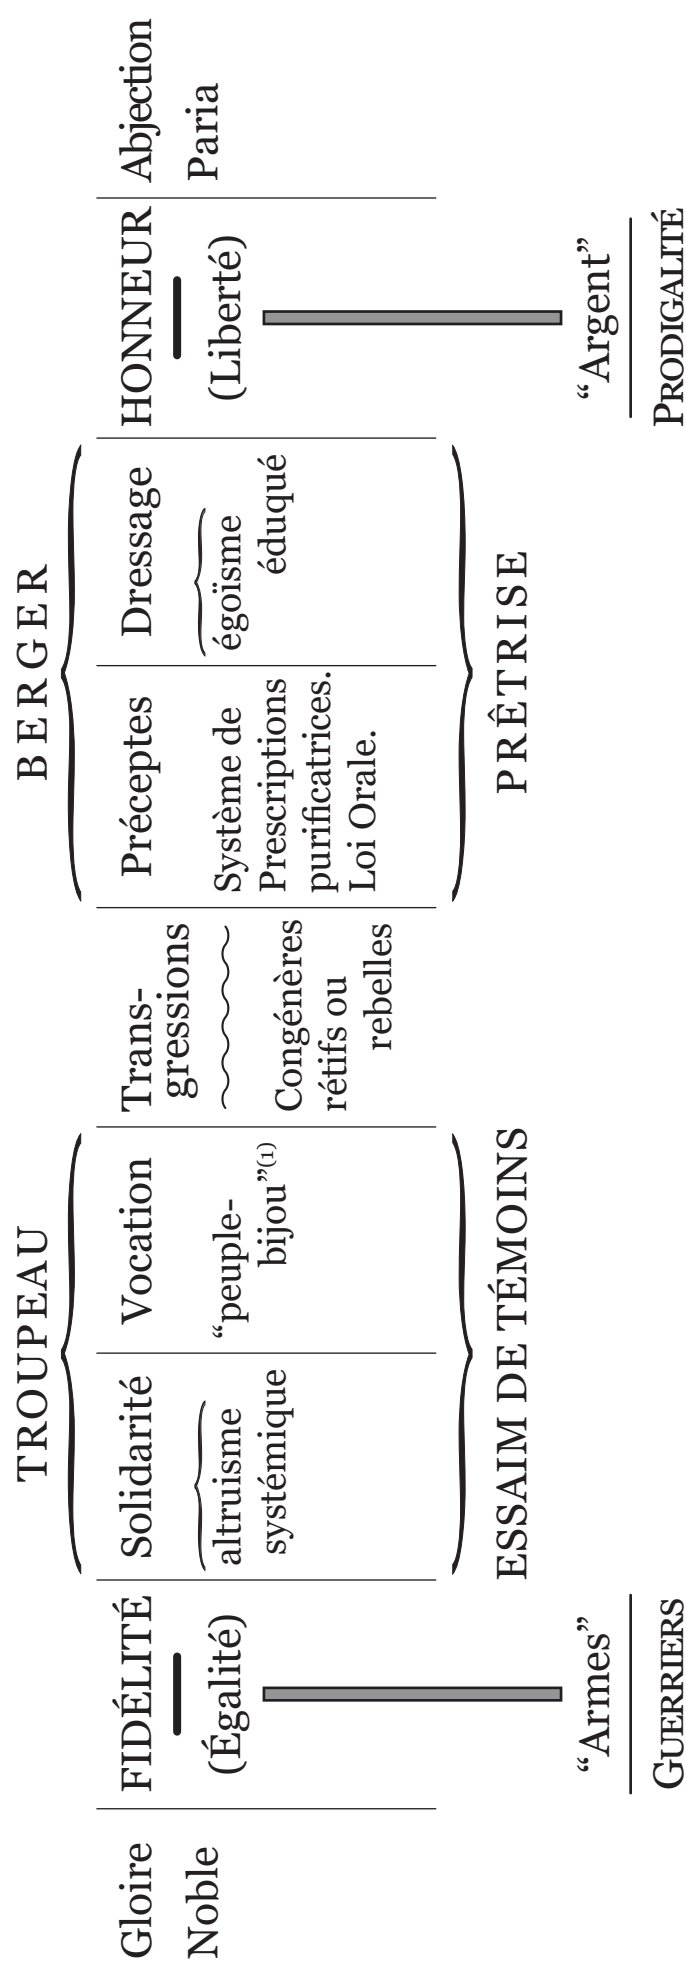 TROUPEAU
BERGER
Gloire
Noble
FIDÉLITÉ
(Égalité)
Solidarité
altruisme
systémique
Vocation
“peuple-
bijou”(1)
Trans-
gressions
Congénères
rétifs ou
rebelles
Préceptes
Système de
Prescriptions
purificatrices.
Loi Orale.
Dressage
égoïsme
éduqué
HONNEUR
(Liberté)
Abjection
Paria
ESSAIM DE TÉMOINS
PRÊTRISE
“Armes”
GUERRIERS
“Argent”
PRODIGALITÉ